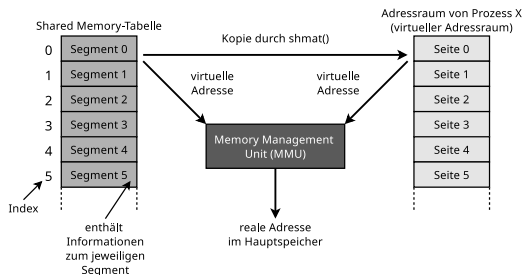 Shared Memory-Tabelle
0 Segment 0
1 Segment 1
2 Segment 2
3 Segment 3
4 Segment 4
5 Segment 5
Index
enthält
Informationen
zum jeweiligen
Segment
Kopie durch shmat()
virtuelle
Adresse
virtuelle
Adresse
Memory Management
Unit (MMU)
reale Adresse
im Hauptspeicher
Adressraum von Prozess X
(virtueller Adressraum)
Seite 0
Seite 1
Seite 2
Seite 3
Seite 4
Seite 5